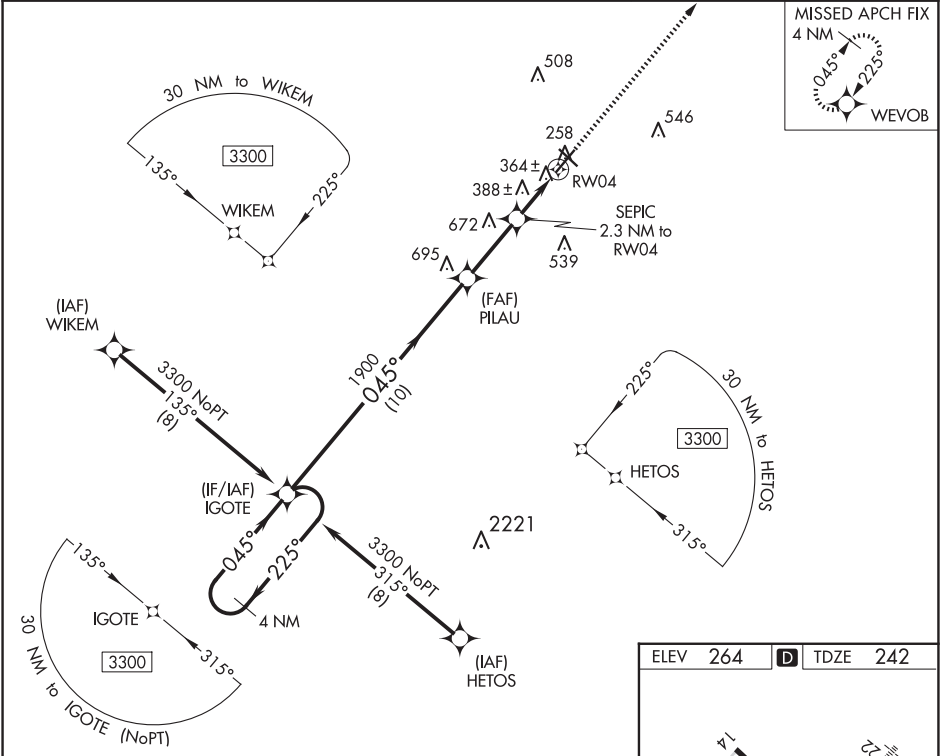 MISSED APCH FIX
4 NM
045°
225°
WEVOB
508
546
258
364±
RW04
388±
672
SEPIC
2.3 NM to
RW04
539
695
(FAF)
PILAU
30 NM to WIKEM
3300
135°
225°
WIKEM
(IAF)
WIKEM
3300 NoPT
135°
(8)
1900
045°
(10)
(IF/IAF)
IGOTE
045°
225°
4 NM
2221
3300 NoPT
315°
(8)
(IAF)
HETOS
225°
30 NM to HETOS
3300
HETOS
315°
135°
IGOTE
3300
315°
30 NM to IGOTE (NoPT)
ELEV 264 D TDZE 242
14
22